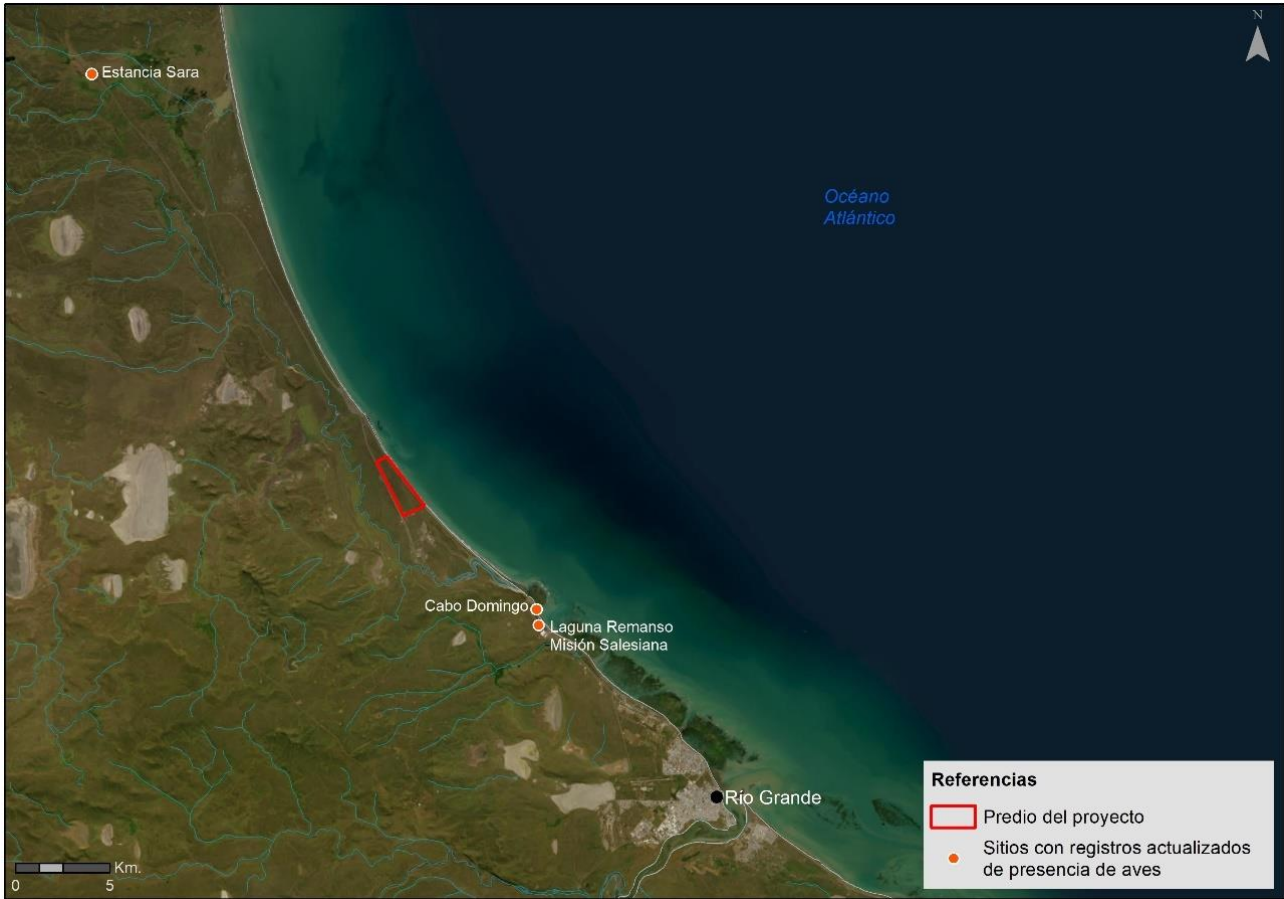 N
Estancia Sara
Océano
Atlántico
Cabo Domingo
Laguna Remanso
Misión Salesiana
Río Grande
Referencias
Predio del proyecto
Sitios con registros actualizados
de presencia de aves
Km.
0 5